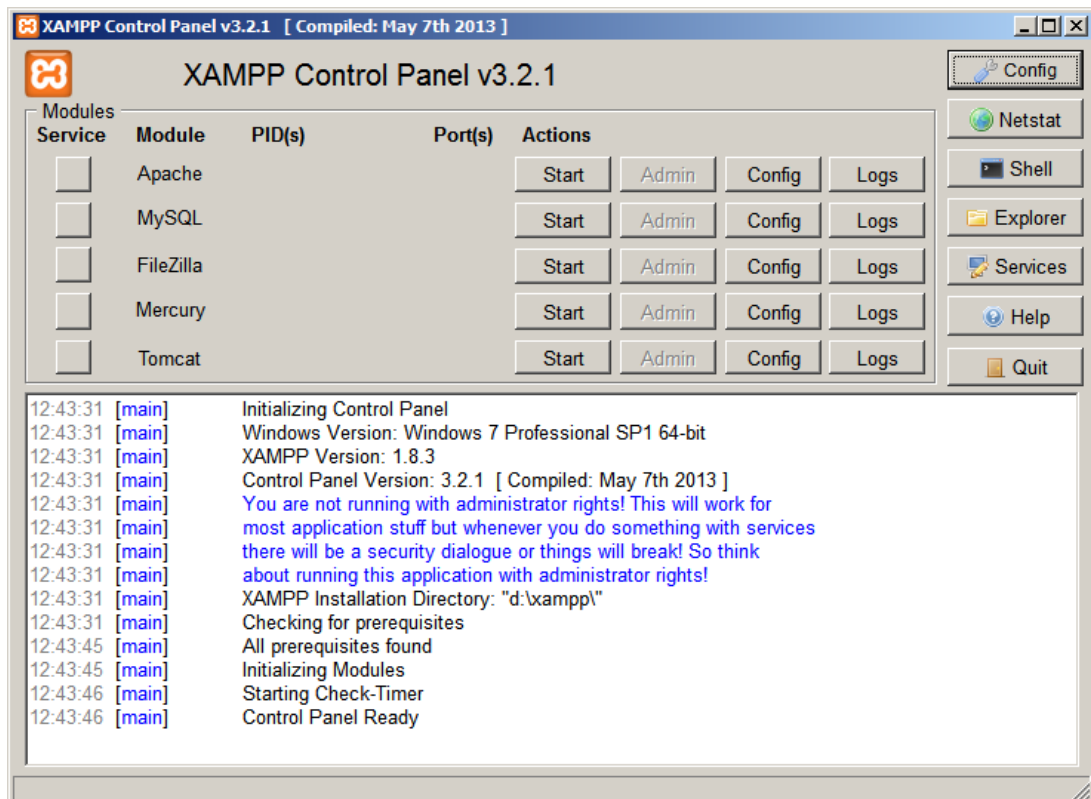 XAMPP Control Panel v3.2.1 [ Compiled: May 7th 2013 ]
XAMPP Control Panel v3.2.1
Config
Modules
Service Module PID(s) Port(s) Actions
Netstat
Apache Start Admin Config Logs
Shell
MySQL Start Admin Config Logs
Explorer
FileZilla Start Admin Config Logs
Services
Mercury Start Admin Config Logs
Help
Tomcat Start Admin Config Logs
Quit
12:43:31 [main] Initializing Control Panel
12:43:31 [main] Windows Version: Windows 7 Professional SP1 64-bit
12:43:31 [main] XAMPP Version: 1.8.3
12:43:31 [main] Control Panel Version: 3.2.1 [ Compiled: May 7th 2013 ]
12:43:31 [main] You are not running with administrator rights! This will work for
12:43:31 [main] most application stuff but whenever you do something with services
12:43:31 [main] there will be a security dialogue or things will break! So think
12:43:31 [main] about running this application with administrator rights!
12:43:31 [main] XAMPP Installation Directory: "d:\xampp\"
12:43:31 [main] Checking for prerequisites
12:43:45 [main] All prerequisites found
12:43:45 [main] Initializing Modules
12:43:46 [main] Starting Check-Timer
12:43:46 [main] Control Panel Ready